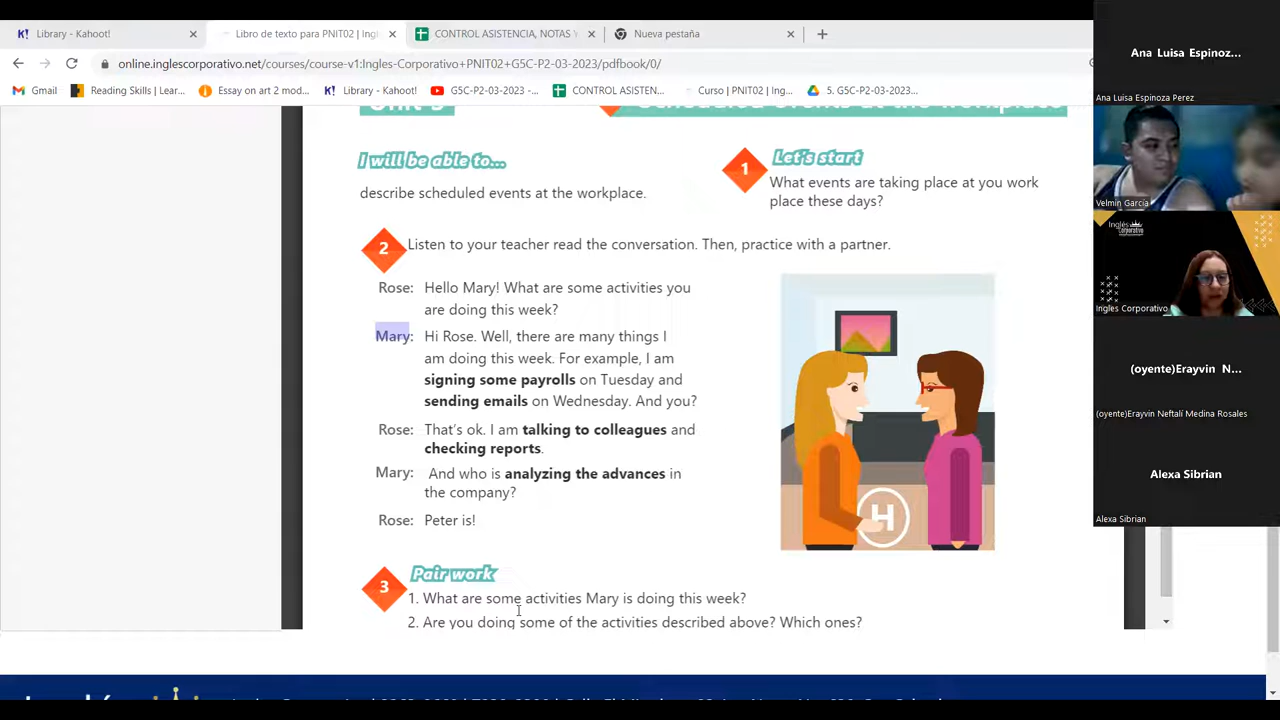 Library - Kahoot!
Libro de texto para PNIT02 | Ingl
CONTROL ASISTENCIA, NOTAS Y
Nueva pestaña
online.inglescorporativo.net/courses/course-v1:Ingles-Corporativo+PNIT02+G5C-P2-03-2023/pdfbook/0/
Gmail
Reading Skills | Lear...
Essay on art 2 mod...
Library - Kahoot!
G5C-P2-03-2023 -...
CONTROL ASISTEN...
Curso | PNIT02 | Ing...
5. G5C-P2-03-2023...
Scheduled events at the workplace
I will be able to...
describe scheduled events at the workplace.
1
Let's start
What events are taking place at you work
place these days?
2
Listen to your teacher read the conversation. Then, practice with a partner.
Rose: Hello Mary! What are some activities you
are doing this week?
Mary: Hi Rose. Well, there are many things I
am doing this week. For example, I am
signing some payrolls on Tuesday and
sending emails on Wednesday. And you?
Rose: That's ok. I am talking to colleagues and
checking reports.
Mary: And who is analyzing the advances in
the company?
Rose: Peter is!
H
3
Pair work
1. What are some activities Mary is doing this week?
2. Are you doing some of the activities described above? Which ones?
Ana Luisa Espinoz...
Ana Luisa Espinoza Perez
Velmin García
Inglés
Corporativo
Ingles Corporativo
(oyente)Erayvin N...
(oyente)Erayvin Neftalí Medina Rosales
Alexa Sibrian
Alexa Sibrian